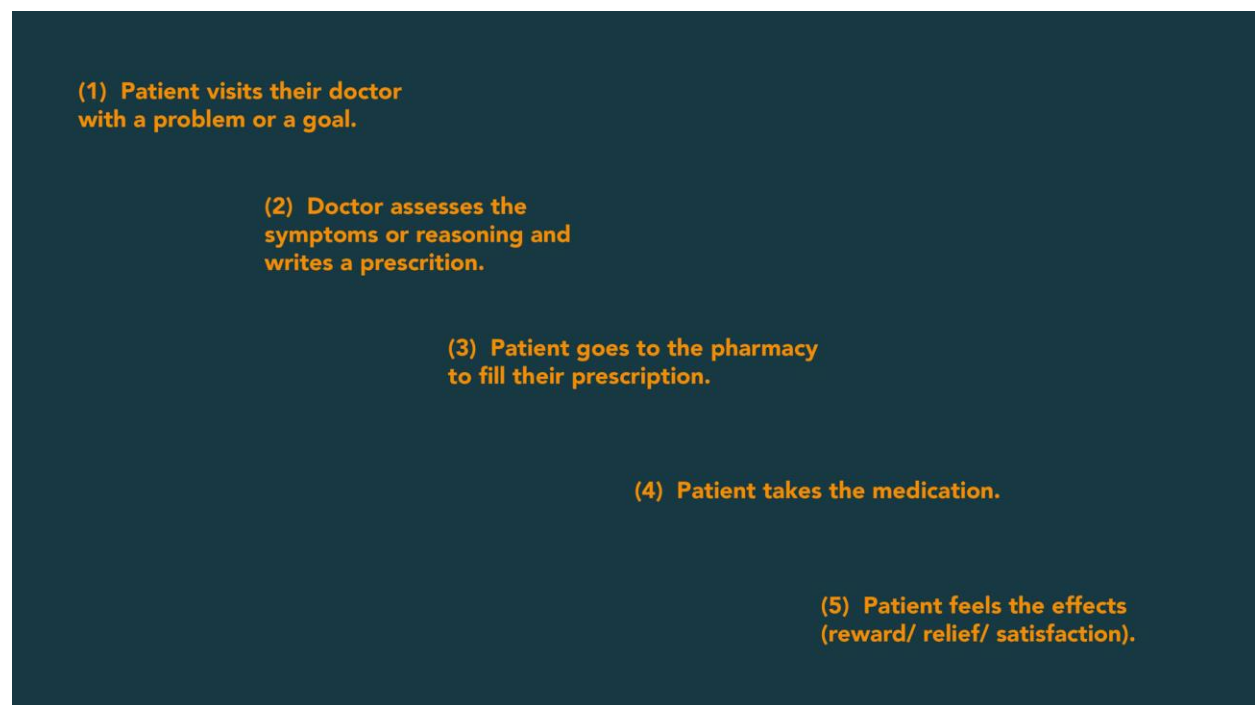 (1) Patient visits their doctor
with a problem or a goal.
(2) Doctor assesses the
symptoms or reasoning and
writes a prescrition.
(3) Patient goes to the pharmacy
to fill their prescription.
(4) Patient takes the medication.
(5) Patient feels the effects
(reward/ relief/ satisfaction).